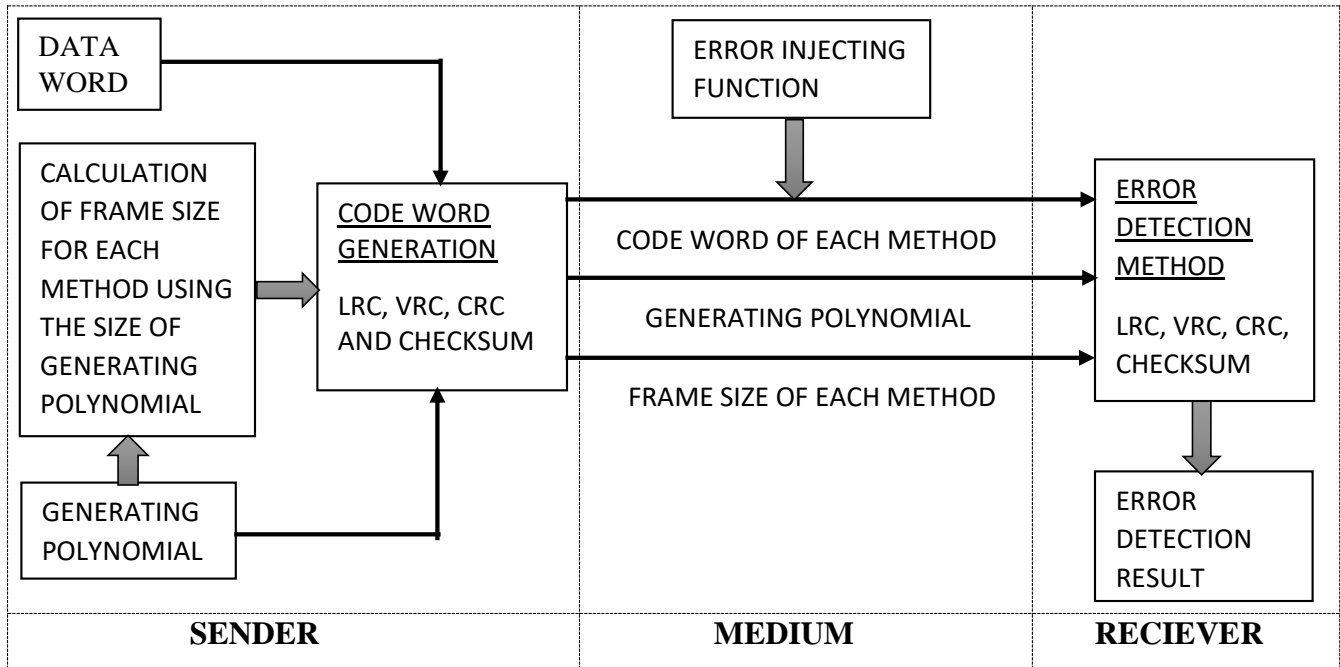 DATA
WORD
CALCULATION
OF FRAME SIZE
FOR EACH
METHOD USING
THE SIZE OF
GENERATING
POLYNOMIAL
GENERATING
POLYNOMIAL
CODE WORD
GENERATION
LRC, VRC, CRC
AND CHECKSUM
ERROR INJECTING
FUNCTION
CODE WORD OF EACH METHOD
GENERATING POLYNOMIAL
FRAME SIZE OF EACH METHOD
ERROR
DETECTION
METHOD
LRC, VRC, CRC,
CHECKSUM
ERROR
DETECTION
RESULT
SENDER
MEDIUM
RECIEVER